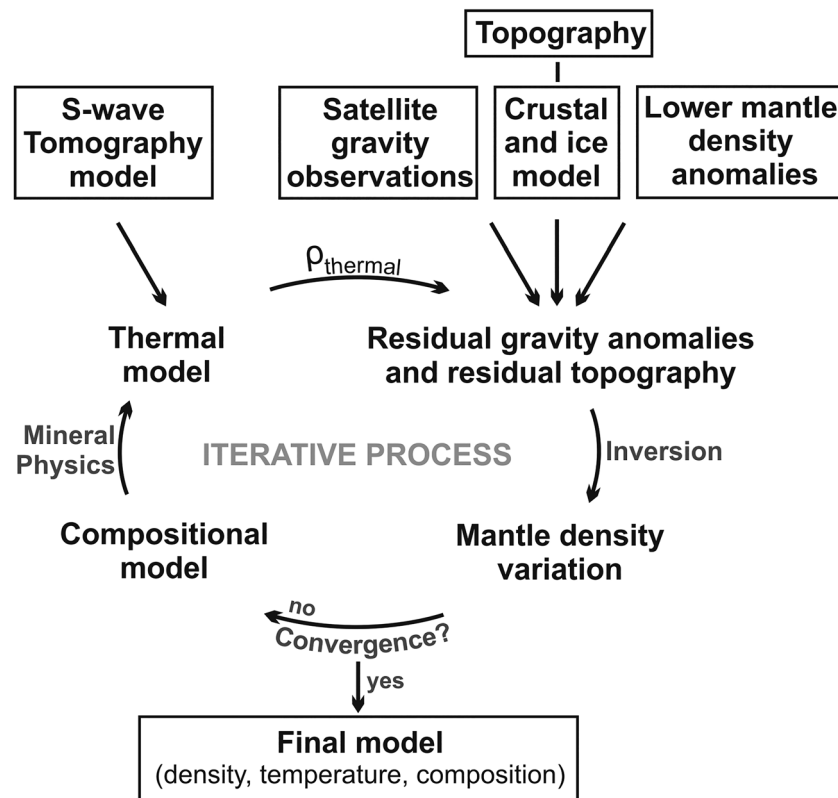 Topography
S-wave
Tomography
model
Satellite
gravity
observations
Crustal
and ice
model
Lower mantle
density
anomalies
ρthermal
Thermal
model
Residual gravity anomalies
and residual topography
Mineral
Physics
ITERATIVE PROCESS
Inversion
Compositional
model
Mantle density
variation
no
Convergence?
yes
Final model
(density, temperature, composition)